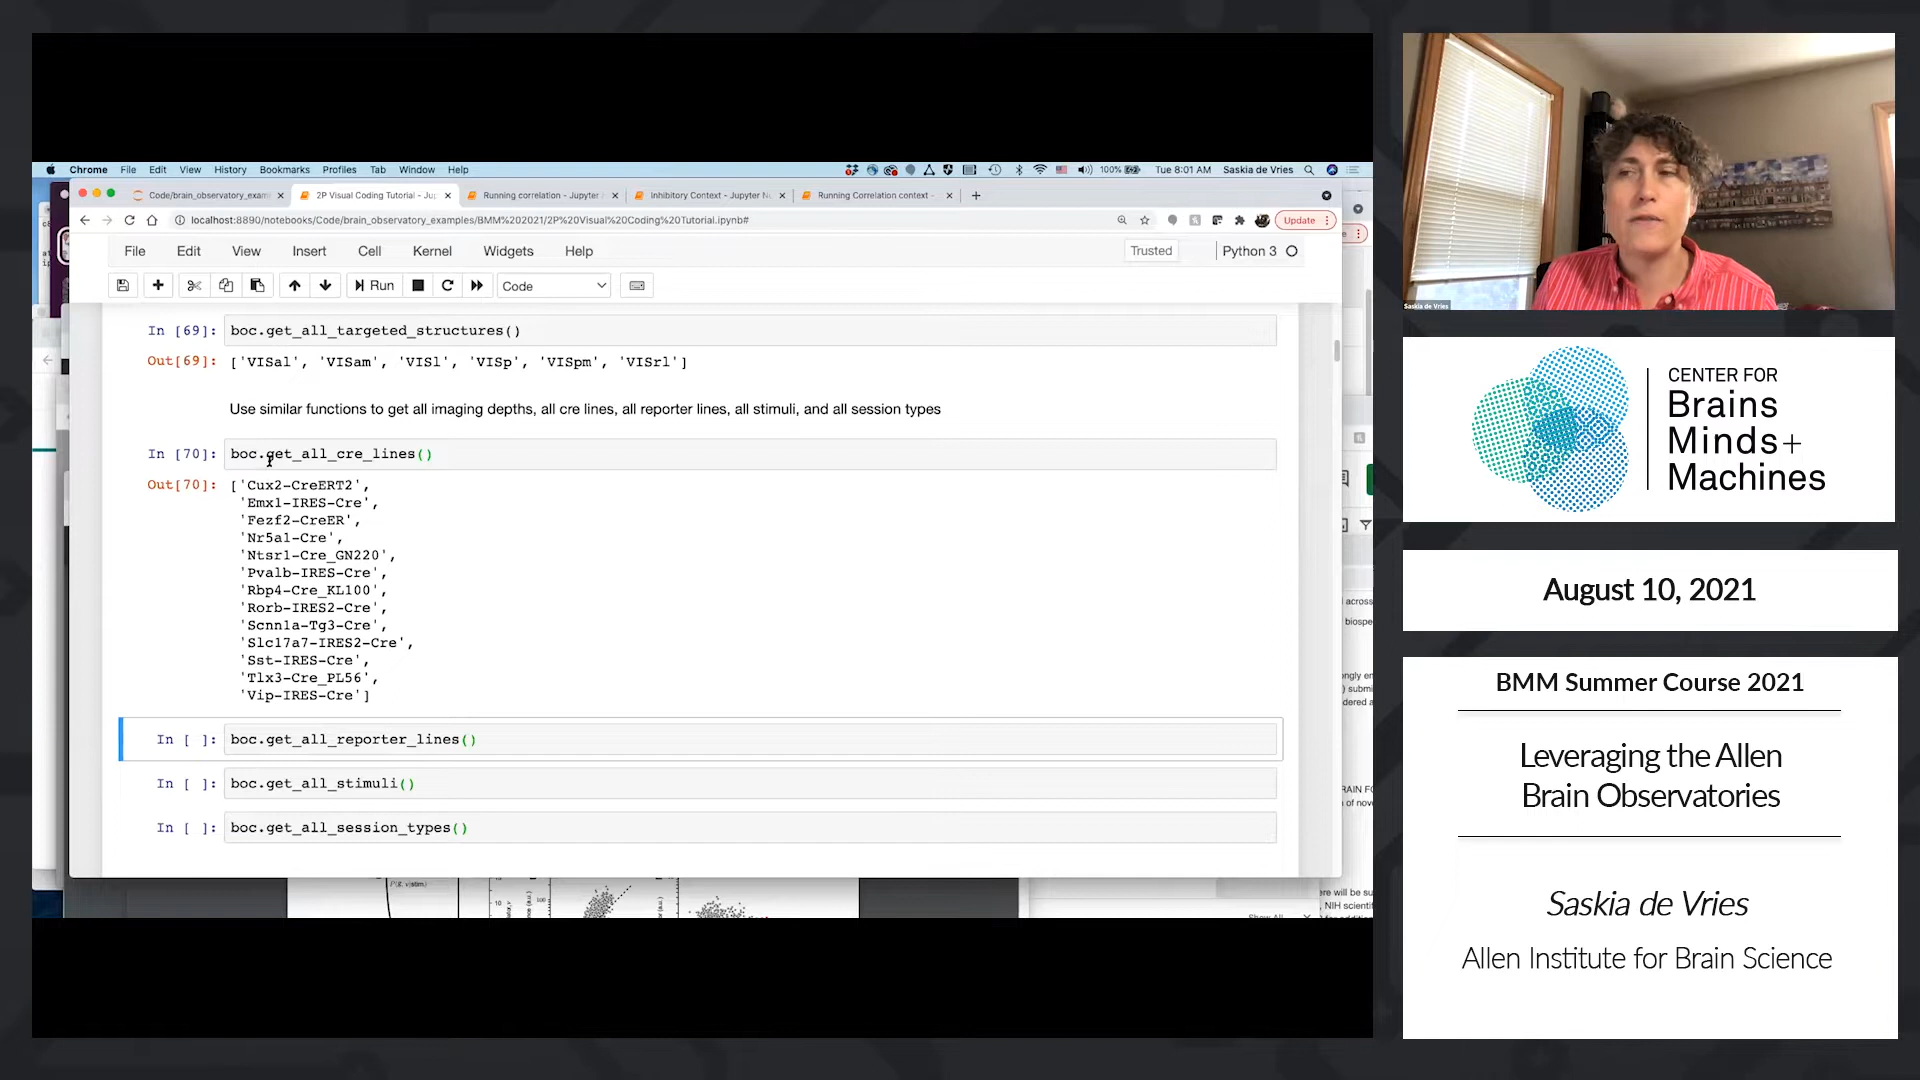 Chrome File Edit View History Bookmarks Profiles Tab Window Help
100% Tue 8:01 AM Saskia de Vries
Code/brain_observatory_exam
2P Visual Coding Tutorial - Ju
Running correlation - Jupyter
Inhibitory Context - Jupyter N
Running Correlation context -
localhost:8890/notebooks/Code/brain_observatory_examples/BMM%202021/2P%20Visual%20Coding%20Tutorial.ipynb#
Update
File Edit View Insert Cell Kernel Widgets Help
Trusted
Python 3
Run
Code
In [69]: boc.get_all_targeted_structures()
Out[69]: ['VISal', 'VISam', 'VISl', 'VISp', 'VISpm', 'VISrl']
Use similar functions to get all imaging depths, all cre lines, all reporter lines, all stimuli, and all session types
In [70]: boc.get_all_cre_lines()
Out[70]: ['Cux2-CreERT2',
'Emx1-IRES-Cre',
'Fezf2-CreER',
'Nr5a1-Cre',
'Ntsr1-Cre_GN220',
'Pvalb-IRES-Cre',
'Rbp4-Cre_KL100',
'Rorb-IRES2-Cre',
'Scnn1a-Tg3-Cre',
'Slc17a7-IRES2-Cre',
'Sst-IRES-Cre',
'Tlx3-Cre_PL56',
'Vip-IRES-Cre']
In [ ]: boc.get_all_reporter_lines()
In [ ]: boc.get_all_stimuli()
In [ ]: boc.get_all_session_types()
Saskia de Vries
CENTER FOR
Brains
Minds+
Machines
August 10, 2021
BMM Summer Course 2021
Leveraging the Allen
Brain Observatories
Saskia de Vries
Allen Institute for Brain Science